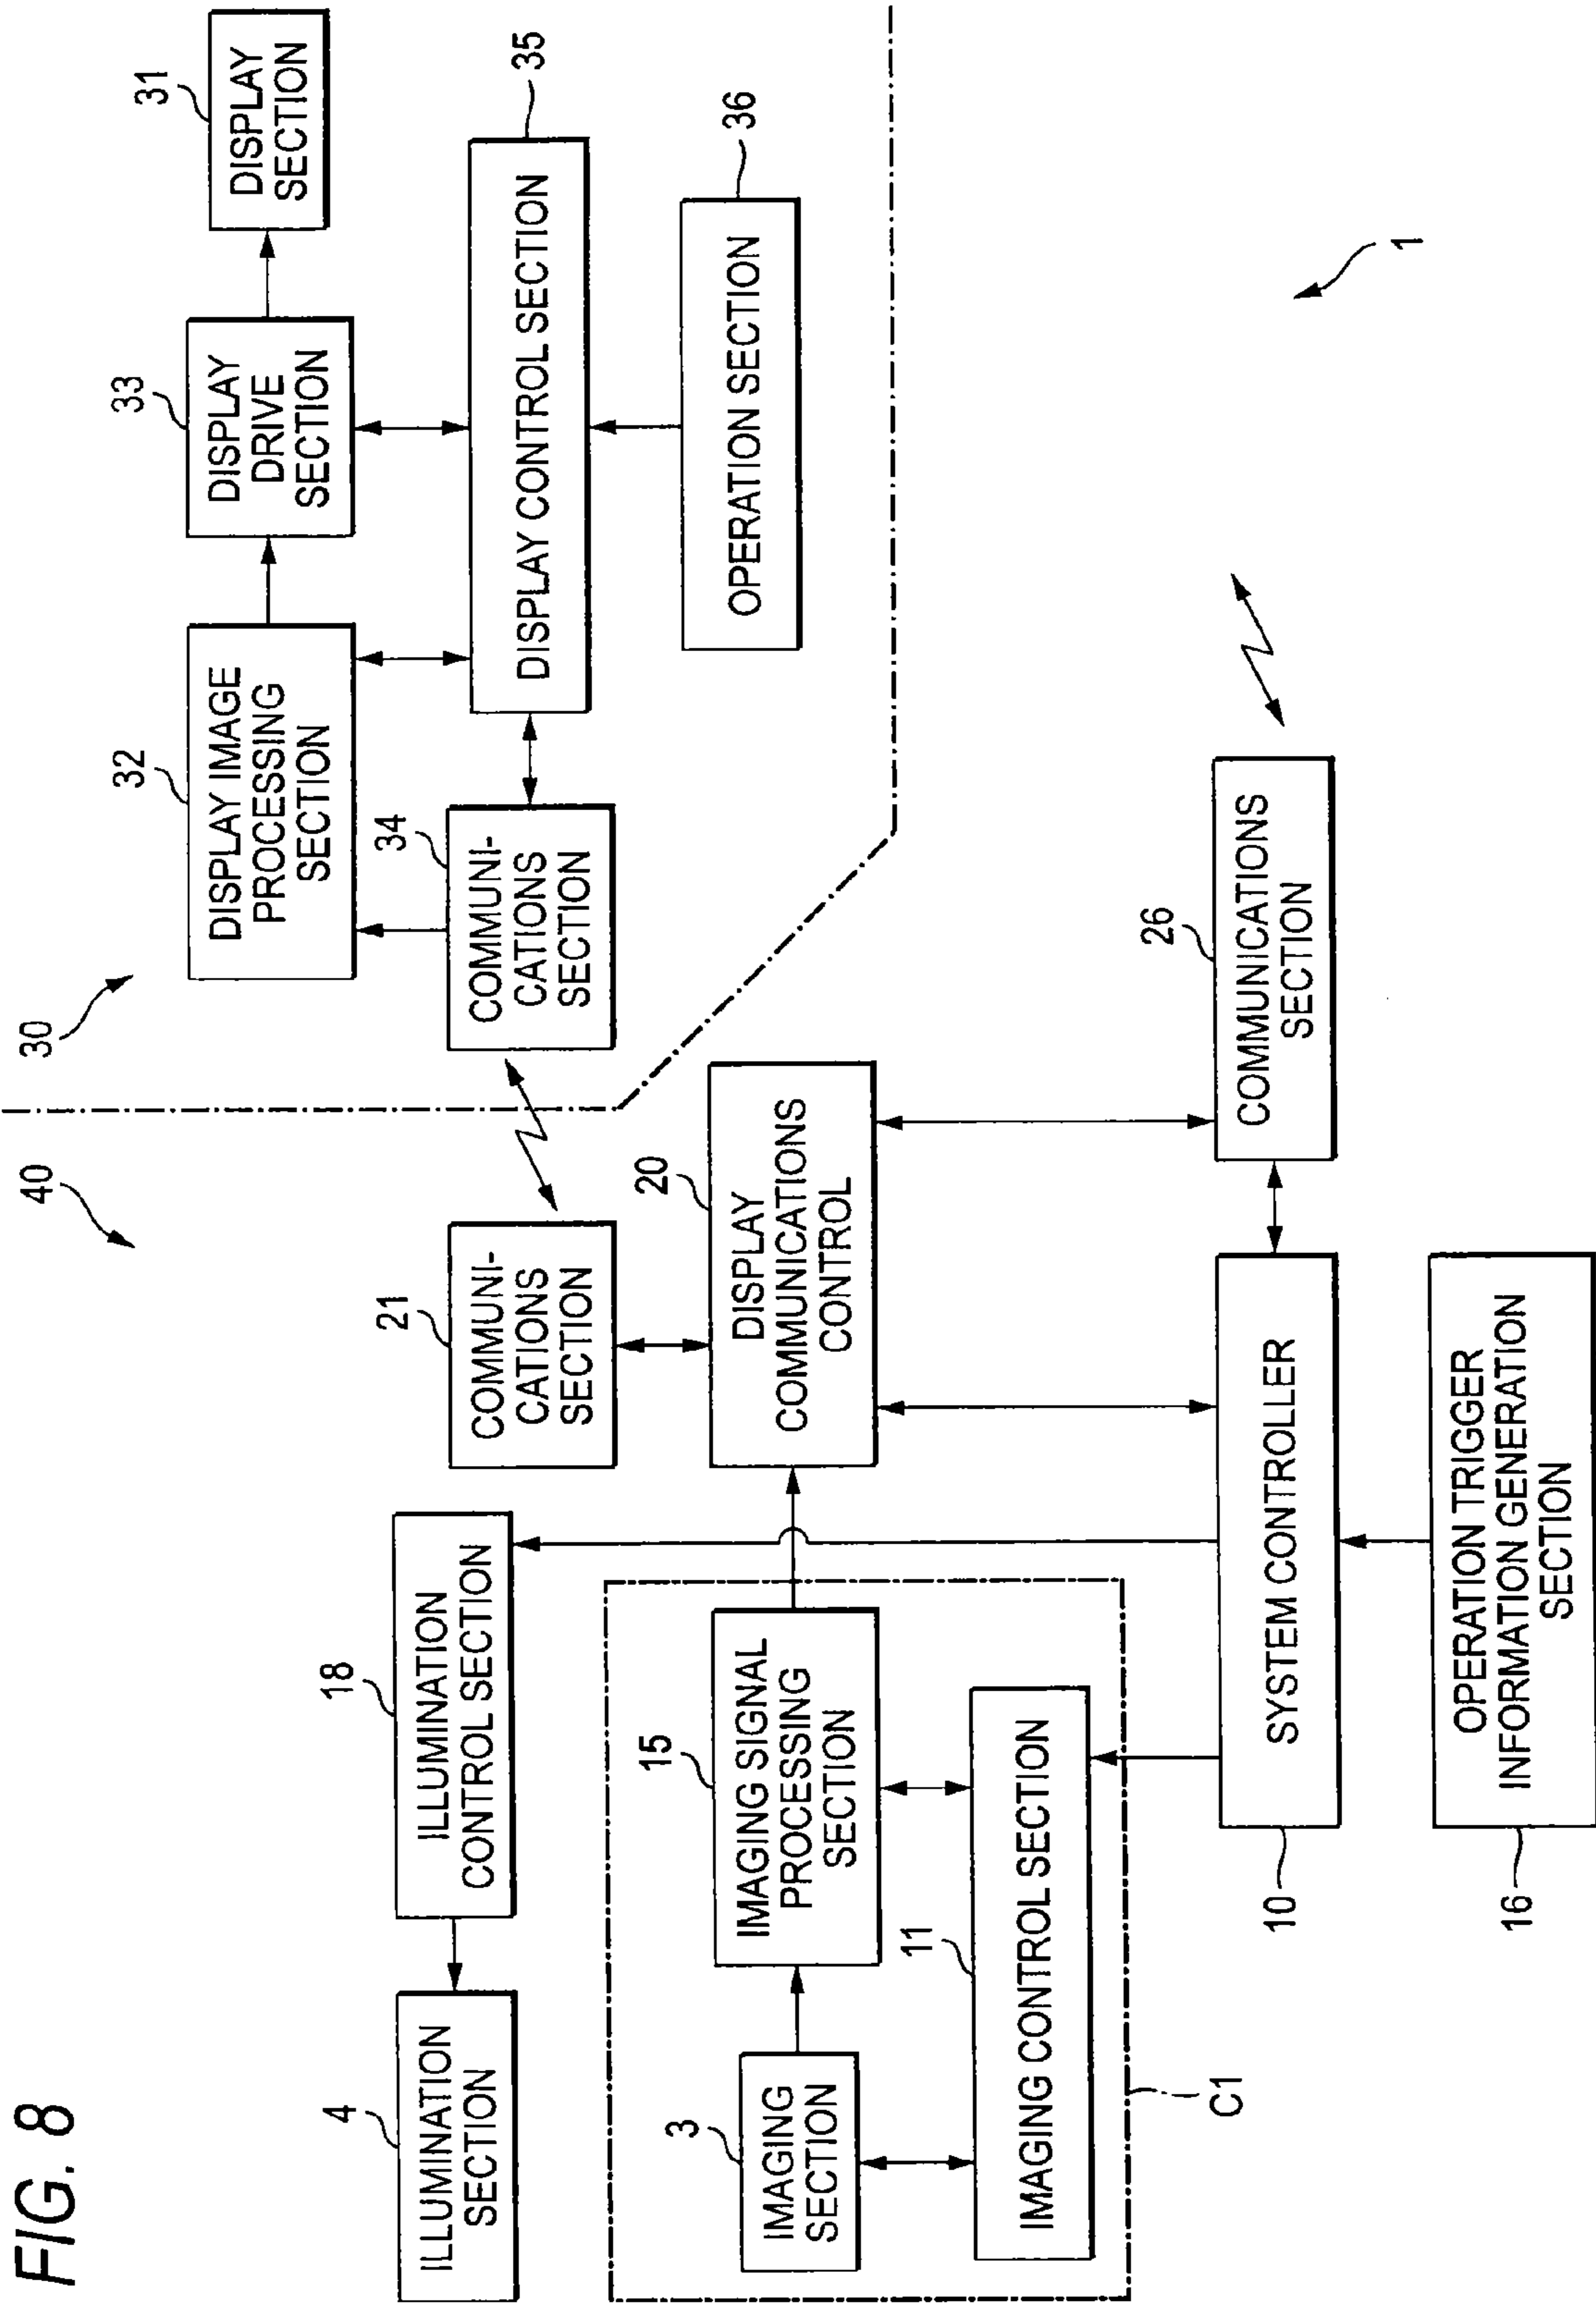 FIG. 8
40
30
4
ILLUMINATION
SECTION
18
ILLUMINATION
CONTROL SECTION
21
COMMUNI-
CATIONS
SECTION
32
DISPLAY IMAGE
PROCESSING
SECTION
33
DISPLAY
DRIVE
SECTION
31
DISPLAY
SECTION
34
COMMUNI-
CATIONS
SECTION
35
DISPLAY CONTROL SECTION
36
OPERATION SECTION
3
IMAGING
SECTION
15
IMAGING SIGNAL
PROCESSING
SECTION
20
DISPLAY
COMMUNICATIONS
CONTROL
11
IMAGING CONTROL SECTION
C1
10
SYSTEM CONTROLLER
26
COMMUNICATIONS
SECTION
16
OPERATION TRIGGER
INFORMATION GENERATION
SECTION
1